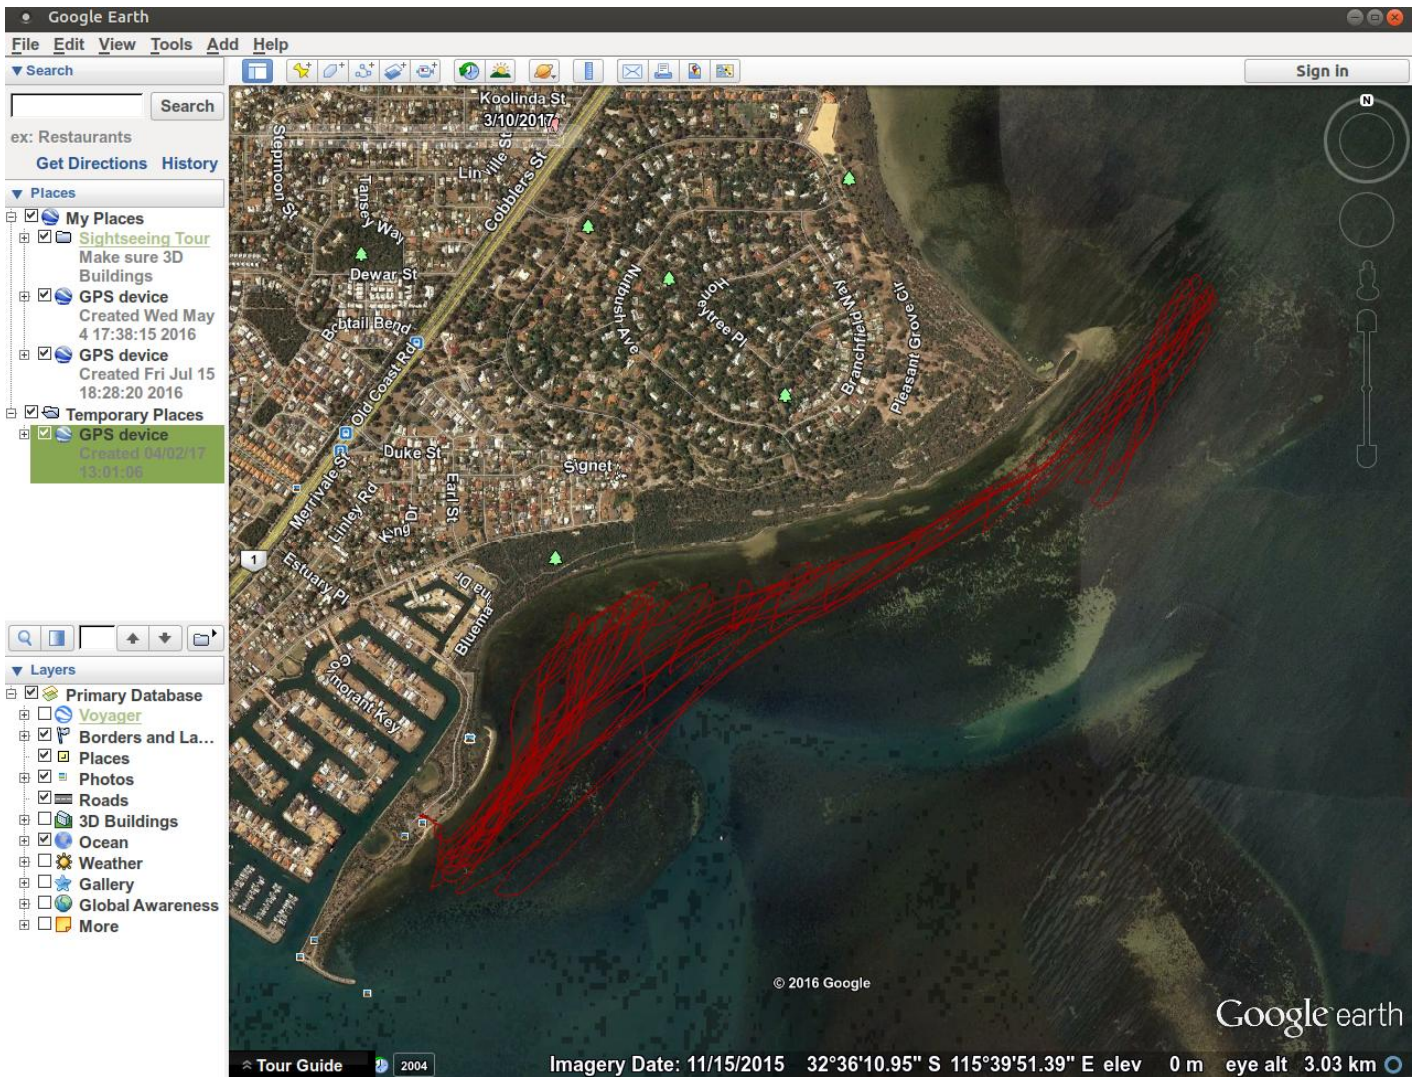 Google Earth
File Edit View Tools Add Help
Search
Sign in
Search
ex: Restaurants
Get Directions History
Places
My Places
Sightseeing Tour
Make sure 3D
Buildings
GPS device
Created Wed May
4 17:38:15 2016
GPS device
Created Fri Jul 15
18:28:20 2016
Temporary Places
GPS device
Created 04/02/17
13:01:06
Layers
Primary Database
Voyager
Borders and La...
Places
Photos
Roads
3D Buildings
Ocean
Weather
Gallery
Global Awareness
More
Koolinda St
3/10/2017
Stepmoon St
Linville St
Cobblers St
Tansey Way
Dewar St
Bobtail Bend
Old Coast Rd
Nutbush Ave
Honeytree Pl
Branchfield Way
Pleasant Grove Cir
N
Duke St
Signet
Merrivale St
Linley Rd
King Dr
Earl St
1
Estuary Pl
na Dr
Bluema
Cormorant Key
© 2016 Google
Google earth
Tour Guide
2004
Imagery Date: 11/15/2015 32°36'10.95" S 115°39'51.39" E elev 0 m eye alt 3.03 km